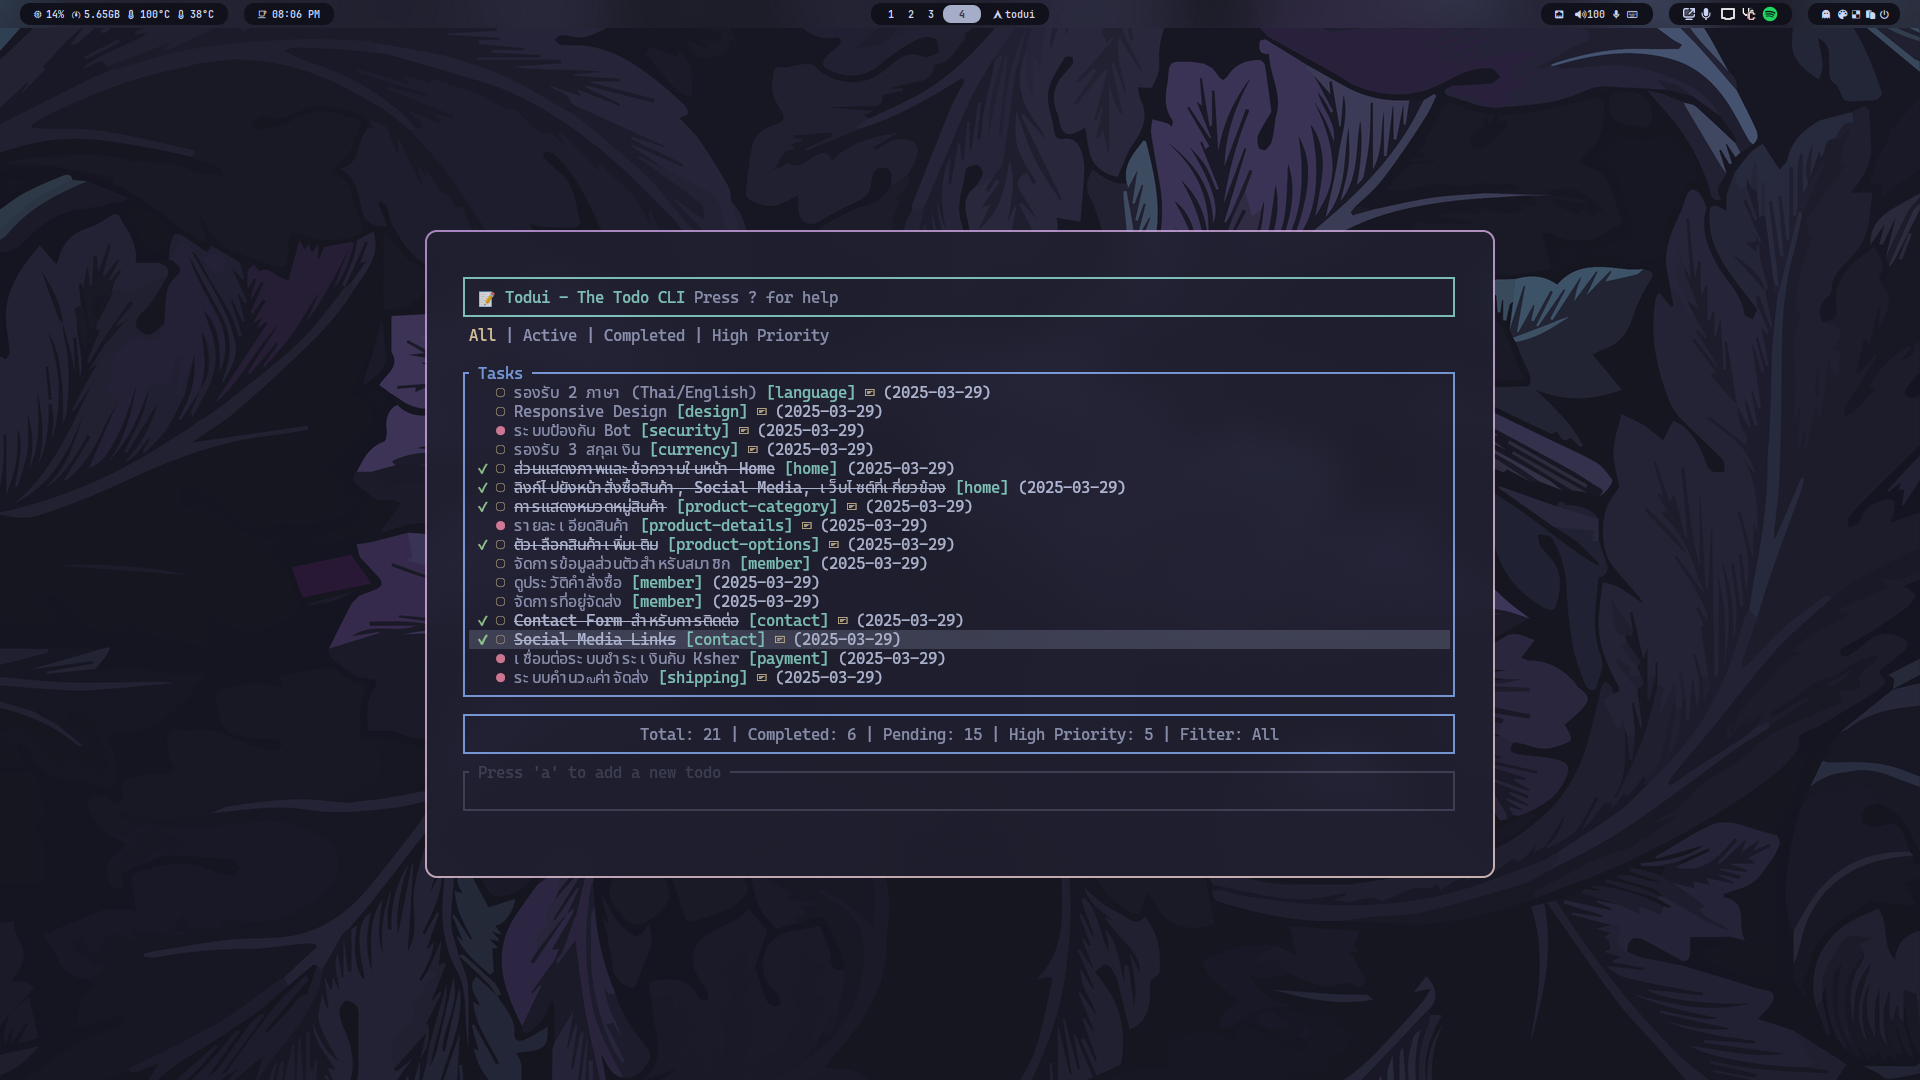 14% 5.65GB 100°C 38°C 08:06 PM 1 2 3 4 todui 100
Todui - The Todo CLI Press ? for help
All | Active | Completed | High Priority
Tasks
รองรับ 2 ภาษา (Thai/English) [language] (2025-03-29)
Responsive Design [design] (2025-03-29)
ระบบป้องกัน Bot [security] (2025-03-29)
รองรับ 3 สกุลเงิน [currency] (2025-03-29)
✓ ส่วนแสดงภาพและข้อความในหน้า Home [home] (2025-03-29)
✓ ลิงก์ไปยังหน้าสั่งซื้อสินค้า, Social Media, เว็บไซต์ที่เกี่ยวข้อง [home] (2025-03-29)
✓ การแสดงหมวดหมู่สินค้า [product-category] (2025-03-29)
รายละเอียดสินค้า [product-details] (2025-03-29)
✓ ตัวเลือกสินค้าเพิ่มเติม [product-options] (2025-03-29)
จัดการข้อมูลส่วนตัวสำหรับสมาชิก [member] (2025-03-29)
ดูประวัติคำสั่งซื้อ [member] (2025-03-29)
จัดการที่อยู่จัดส่ง [member] (2025-03-29)
✓ Contact Form สำหรับการติดต่อ [contact] (2025-03-29)
✓ Social Media Links [contact] (2025-03-29)
เชื่อมต่อระบบชำระเงินกับ Ksher [payment] (2025-03-29)
ระบบคำนวณค่าจัดส่ง [shipping] (2025-03-29)
Total: 21 | Completed: 6 | Pending: 15 | High Priority: 5 | Filter: All
Press 'a' to add a new todo